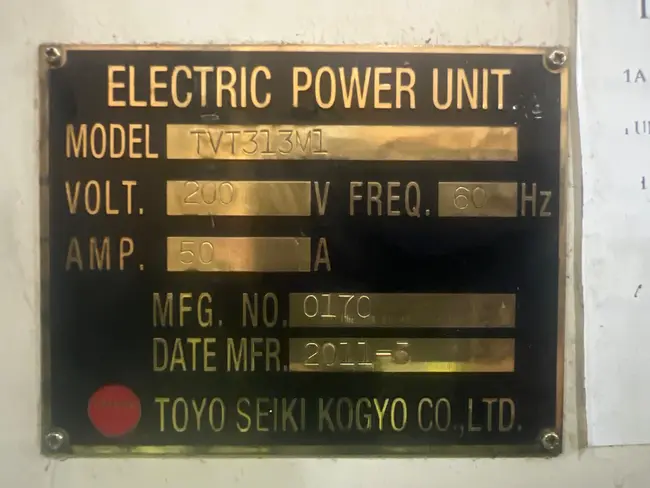 ELECTRIC POWER UNIT
MODEL TVT313M1
VOLT. 200 V FREQ. 60 Hz
AMP. 50 A
MFG. NO. 0170
DATE MFR. 2011-3
TOYO SEIKI KOGYO CO.,LTD.
1A